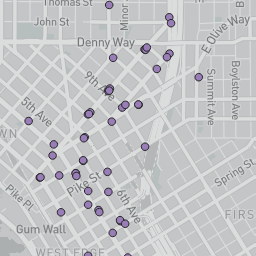 Thomas St
John St
Minor
Denny Way
E Olive Way
9th Ave
Summit Ave
Boylston Ave
5th Ave
WN
Pike Pl
Pike St
6th Ave
Spring St
Gum Wall
FIRS
WEST EDGE